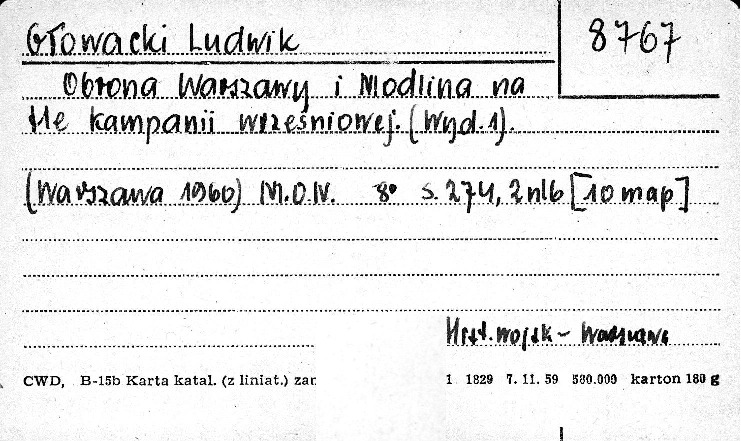 Głowacki Ludwik
8767
Obrona Warszawy i Modlina na
tle kampanii wrześniowej. (Wyd. 1).
(Warszawa 1960) M.O.N. 8° s. 274, 2 nlb [10 map]
Hist. wojsk – Warszawa
CWD, B-15b Karta katal. (z liniat.) zam
1 1829 7. 11. 59 500.000 karton 180 g